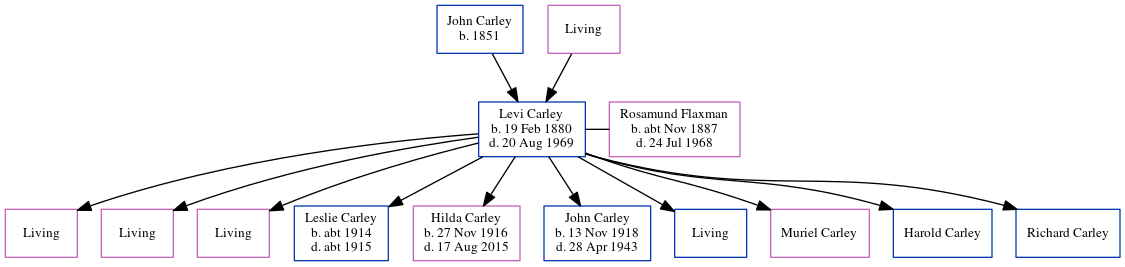 John Carley
b. 1851
Living
Levi Carley
b. 19 Feb 1880
d. 20 Aug 1969
Rosamund Flaxman
b. abt Nov 1887
d. 24 Jul 1968
Living
Living
Living
Leslie Carley
b. abt 1914
d. abt 1915
Hilda Carley
b. 27 Nov 1916
d. 17 Aug 2015
John Carley
b. 13 Nov 1918
d. 28 Apr 1943
Living
Muriel Carley
Harold Carley
Richard Carley